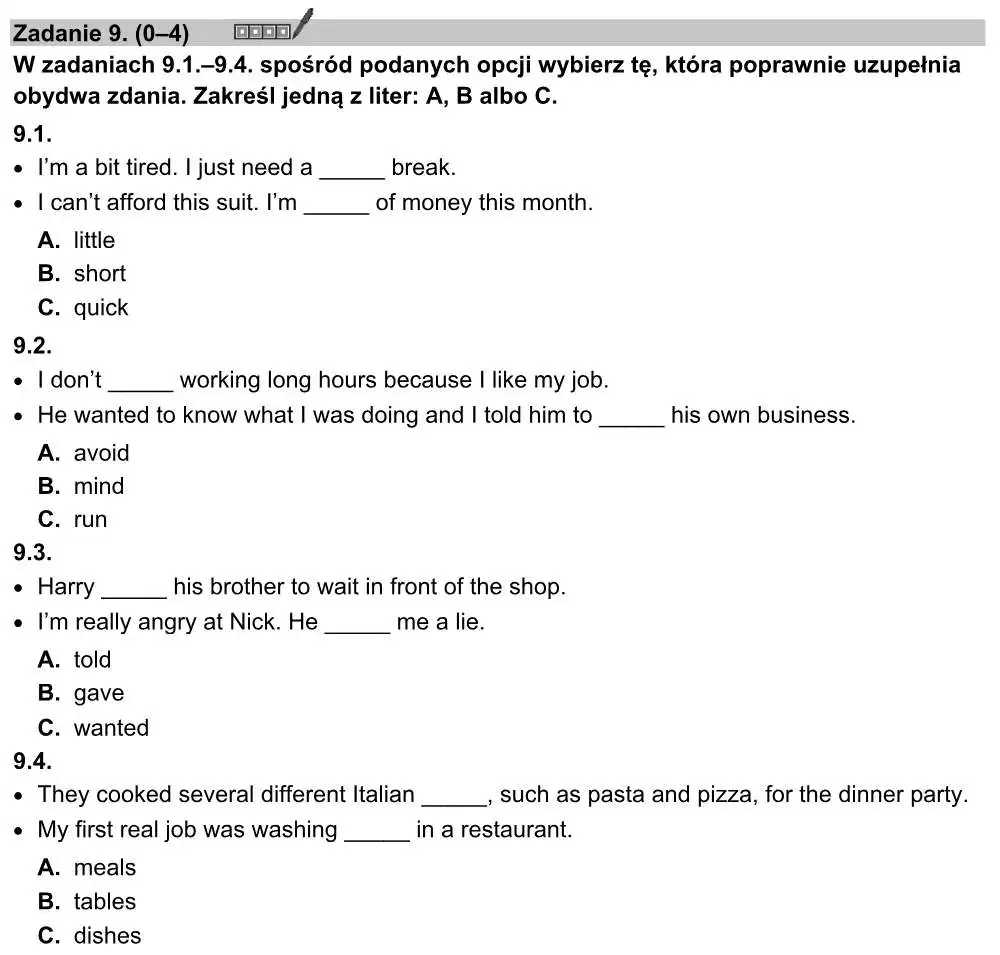 Zadanie 9. (0–4)
W zadaniach 9.1.–9.4. spośród podanych opcji wybierz tę, która poprawnie uzupełnia
obydwa zdania. Zakreśl jedną z liter: A, B albo C.
9.1.
• I’m a bit tired. I just need a _____ break.
• I can’t afford this suit. I’m _____ of money this month.
A. little
B. short
C. quick
9.2.
• I don’t _____ working long hours because I like my job.
• He wanted to know what I was doing and I told him to _____ his own business.
A. avoid
B. mind
C. run
9.3.
• Harry _____ his brother to wait in front of the shop.
• I’m really angry at Nick. He _____ me a lie.
A. told
B. gave
C. wanted
9.4.
• They cooked several different Italian _____, such as pasta and pizza, for the dinner party.
• My first real job was washing _____ in a restaurant.
A. meals
B. tables
C. dishes